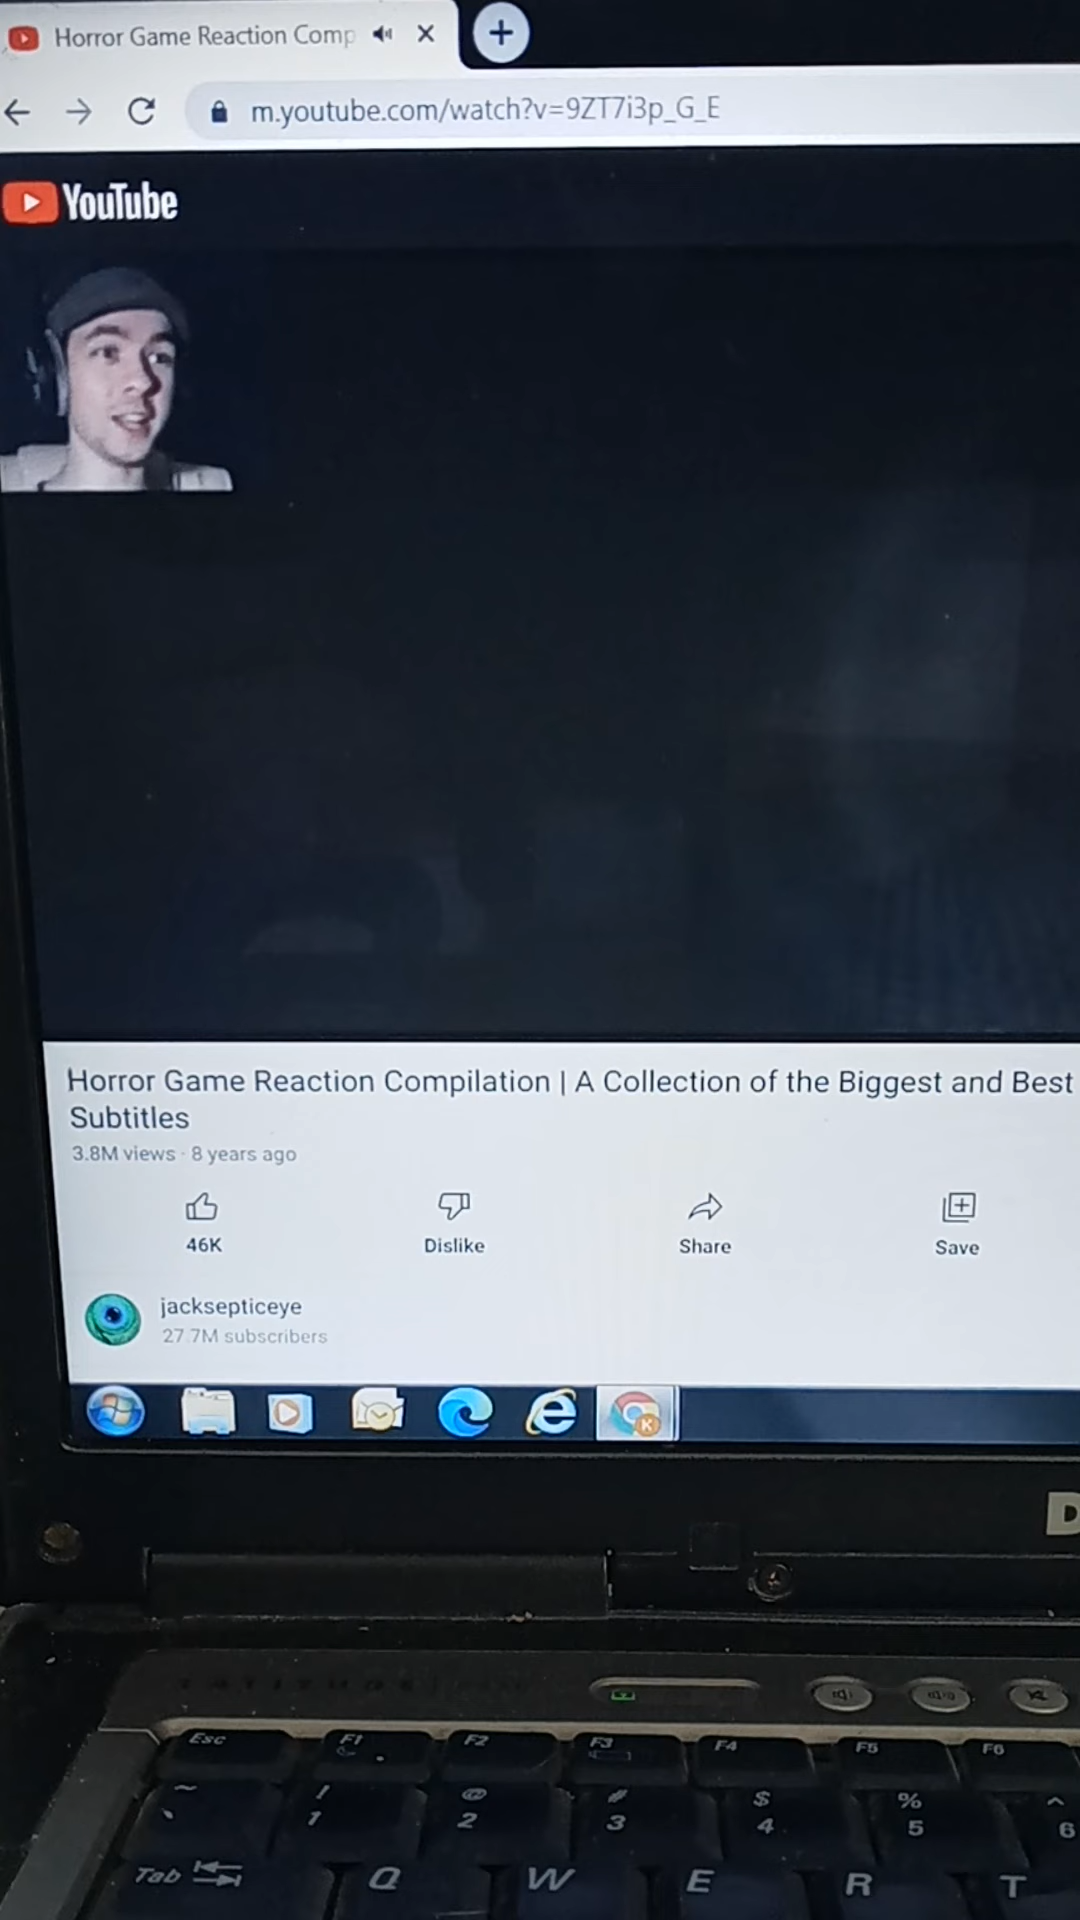 Horror Game Reaction Comp
m.youtube.com/watch?v=9ZT7i3p_G_E
YouTube
Horror Game Reaction Compilation | A Collection of the Biggest and Best
Subtitles
3.8M views · 8 years ago
46K
Dislike
Share
Save
jacksepticeye
27.7M subscribers
K
D
Esc
F1
F2
F3
F4
F5
F6
~
`
!
1
@
2
#
3
$
4
%
5
^
6
Tab
Q
W
E
R
T